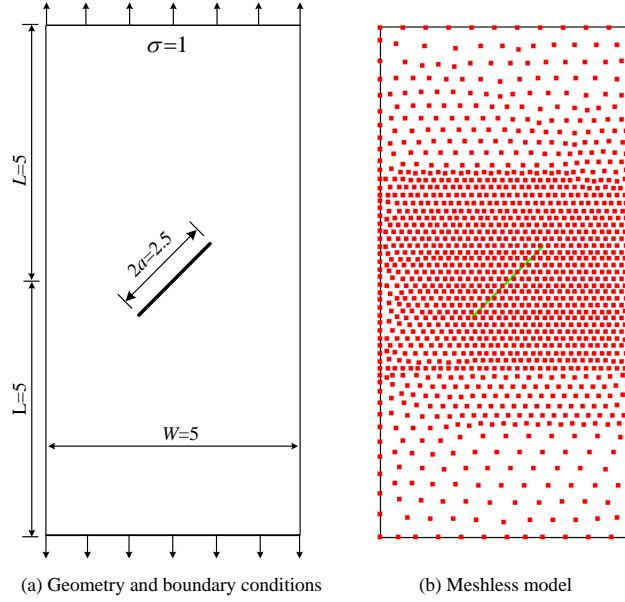 σ=1
L=5
2a=2.5
L=5
W=5
(a) Geometry and boundary conditions
(b) Meshless model